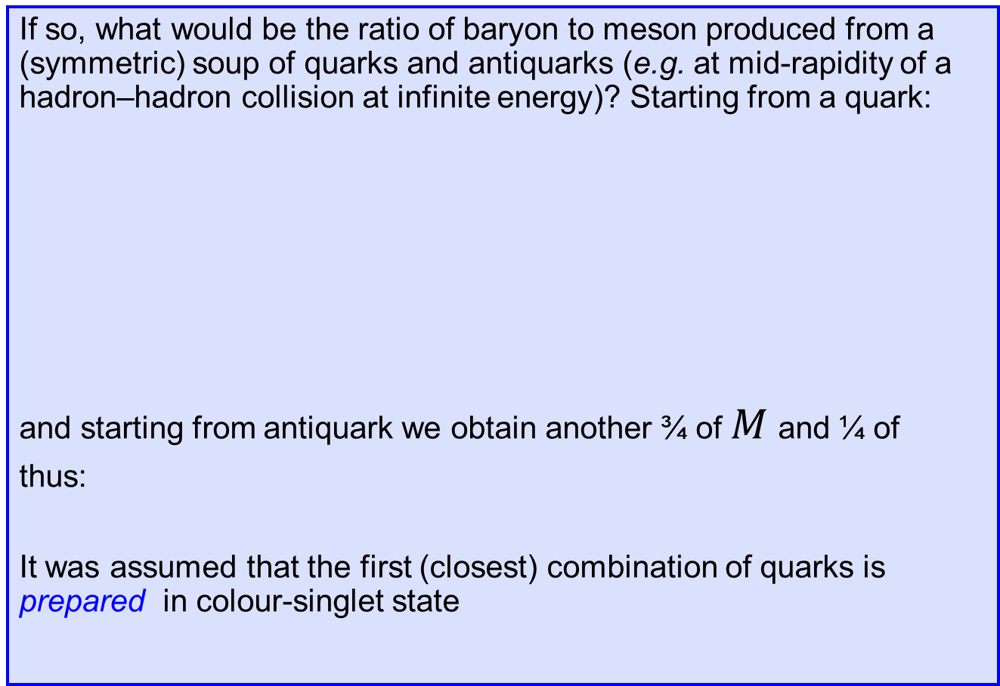 If so, what would be the ratio of baryon to meson produced from a
(symmetric) soup of quarks and antiquarks (e.g. at mid-rapidity of a
hadron–hadron collision at infinite energy)? Starting from a quark:
and starting from antiquark we obtain another ¾ of M and ¼ of
thus:
It was assumed that the first (closest) combination of quarks is
prepared in colour-singlet state